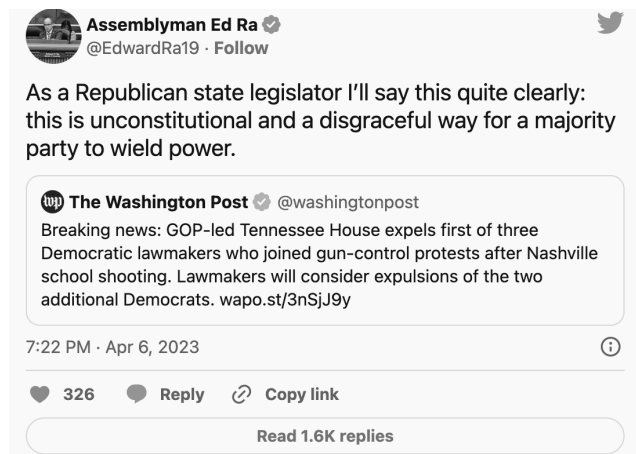 Assemblyman Ed Ra
@EdwardRa19 · Follow
As a Republican state legislator I’ll say this quite clearly:
this is unconstitutional and a disgraceful way for a majority
party to wield power.
wp The Washington Post @washingtonpost
Breaking news: GOP-led Tennessee House expels first of three
Democratic lawmakers who joined gun-control protests after Nashville
school shooting. Lawmakers will consider expulsions of the two
additional Democrats. wapo.st/3nSjJ9y
7:22 PM · Apr 6, 2023
326 Reply Copy link
Read 1.6K replies